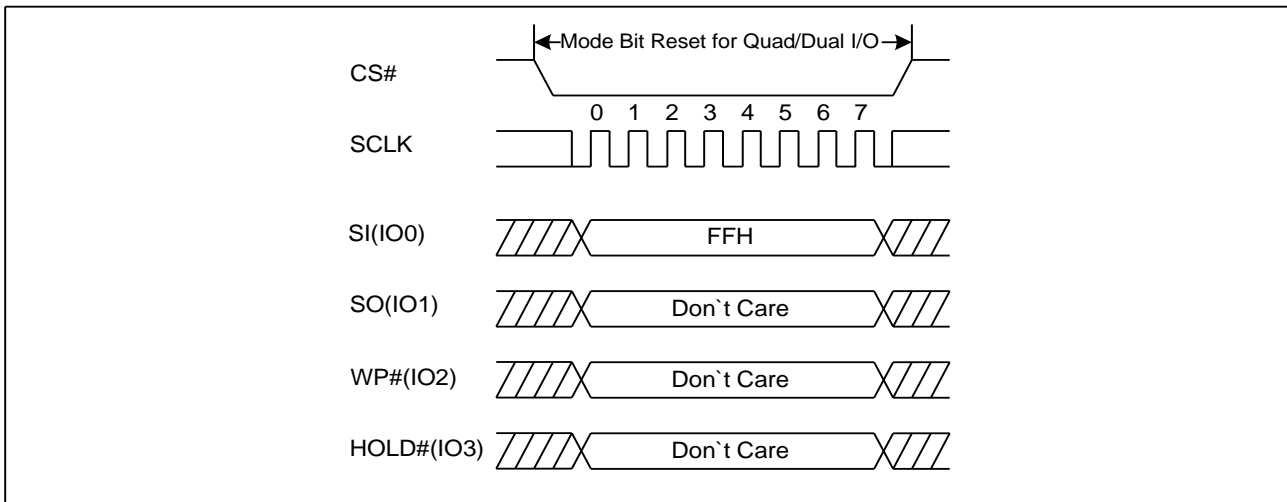 Mode Bit Reset for Quad/Dual I/O
CS#
0 1 2 3 4 5 6 7
SCLK
SI(IO0) FFH
SO(IO1) Don`t Care
WP#(IO2) Don`t Care
HOLD#(IO3) Don`t Care